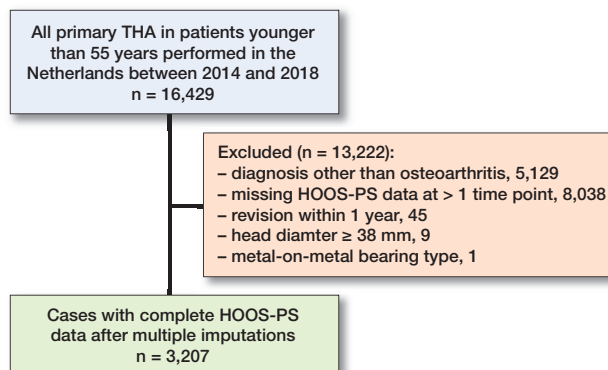 All primary THA in patients younger
than 55 years performed in the
Netherlands between 2014 and 2018
n = 16,429
Excluded (n = 13,222):
– diagnosis other than osteoarthritis, 5,129
– missing HOOS-PS data at > 1 time point, 8,038
– revision within 1 year, 45
– head diamter ≥ 38 mm, 9
– metal-on-metal bearing type, 1
Cases with complete HOOS-PS
data after multiple imputations
n = 3,207